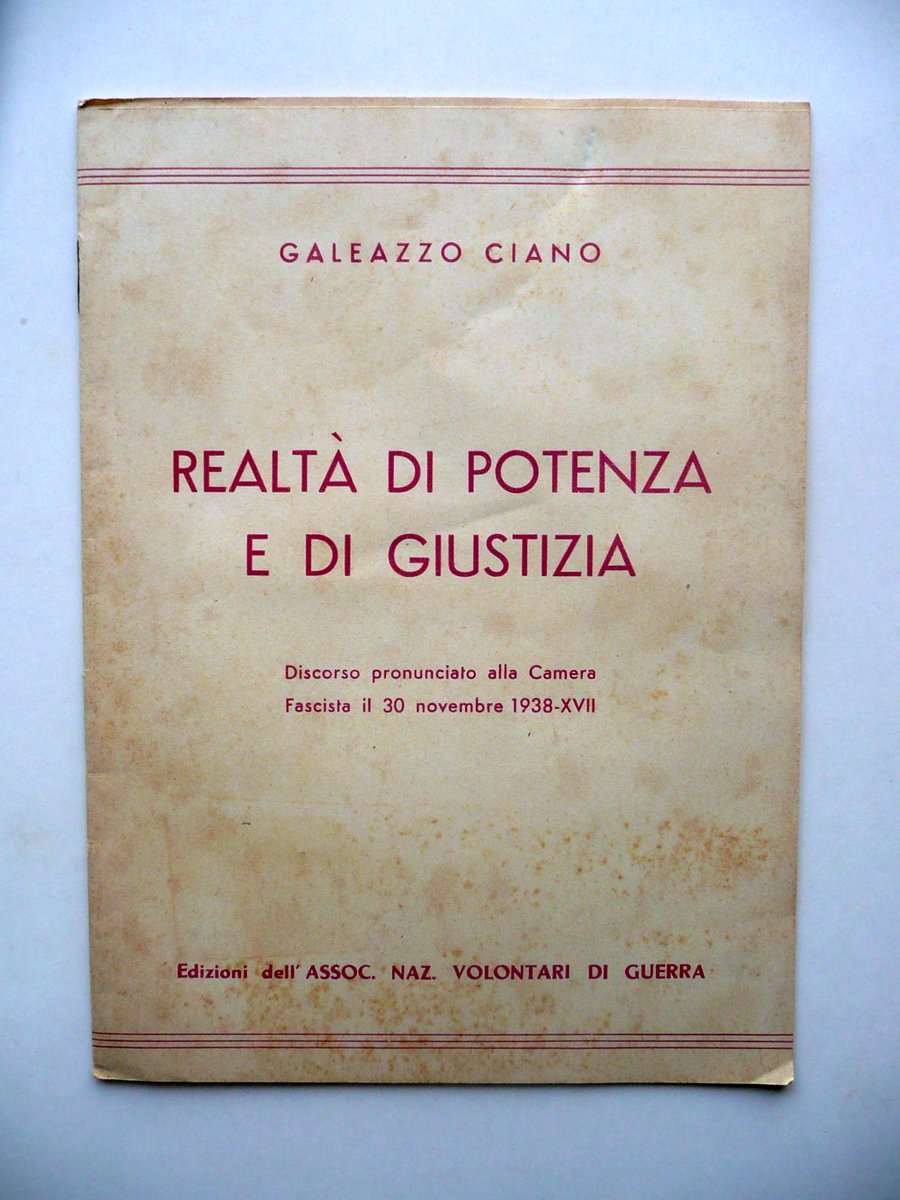 GALEAZZO CIANO
REALTÀ DI POTENZA
E DI GIUSTIZIA
Discorso pronunciato alla Camera
Fascista il 30 novembre 1938-XVII
Edizioni dell' ASSOC. NAZ. VOLONTARI DI GUERRA